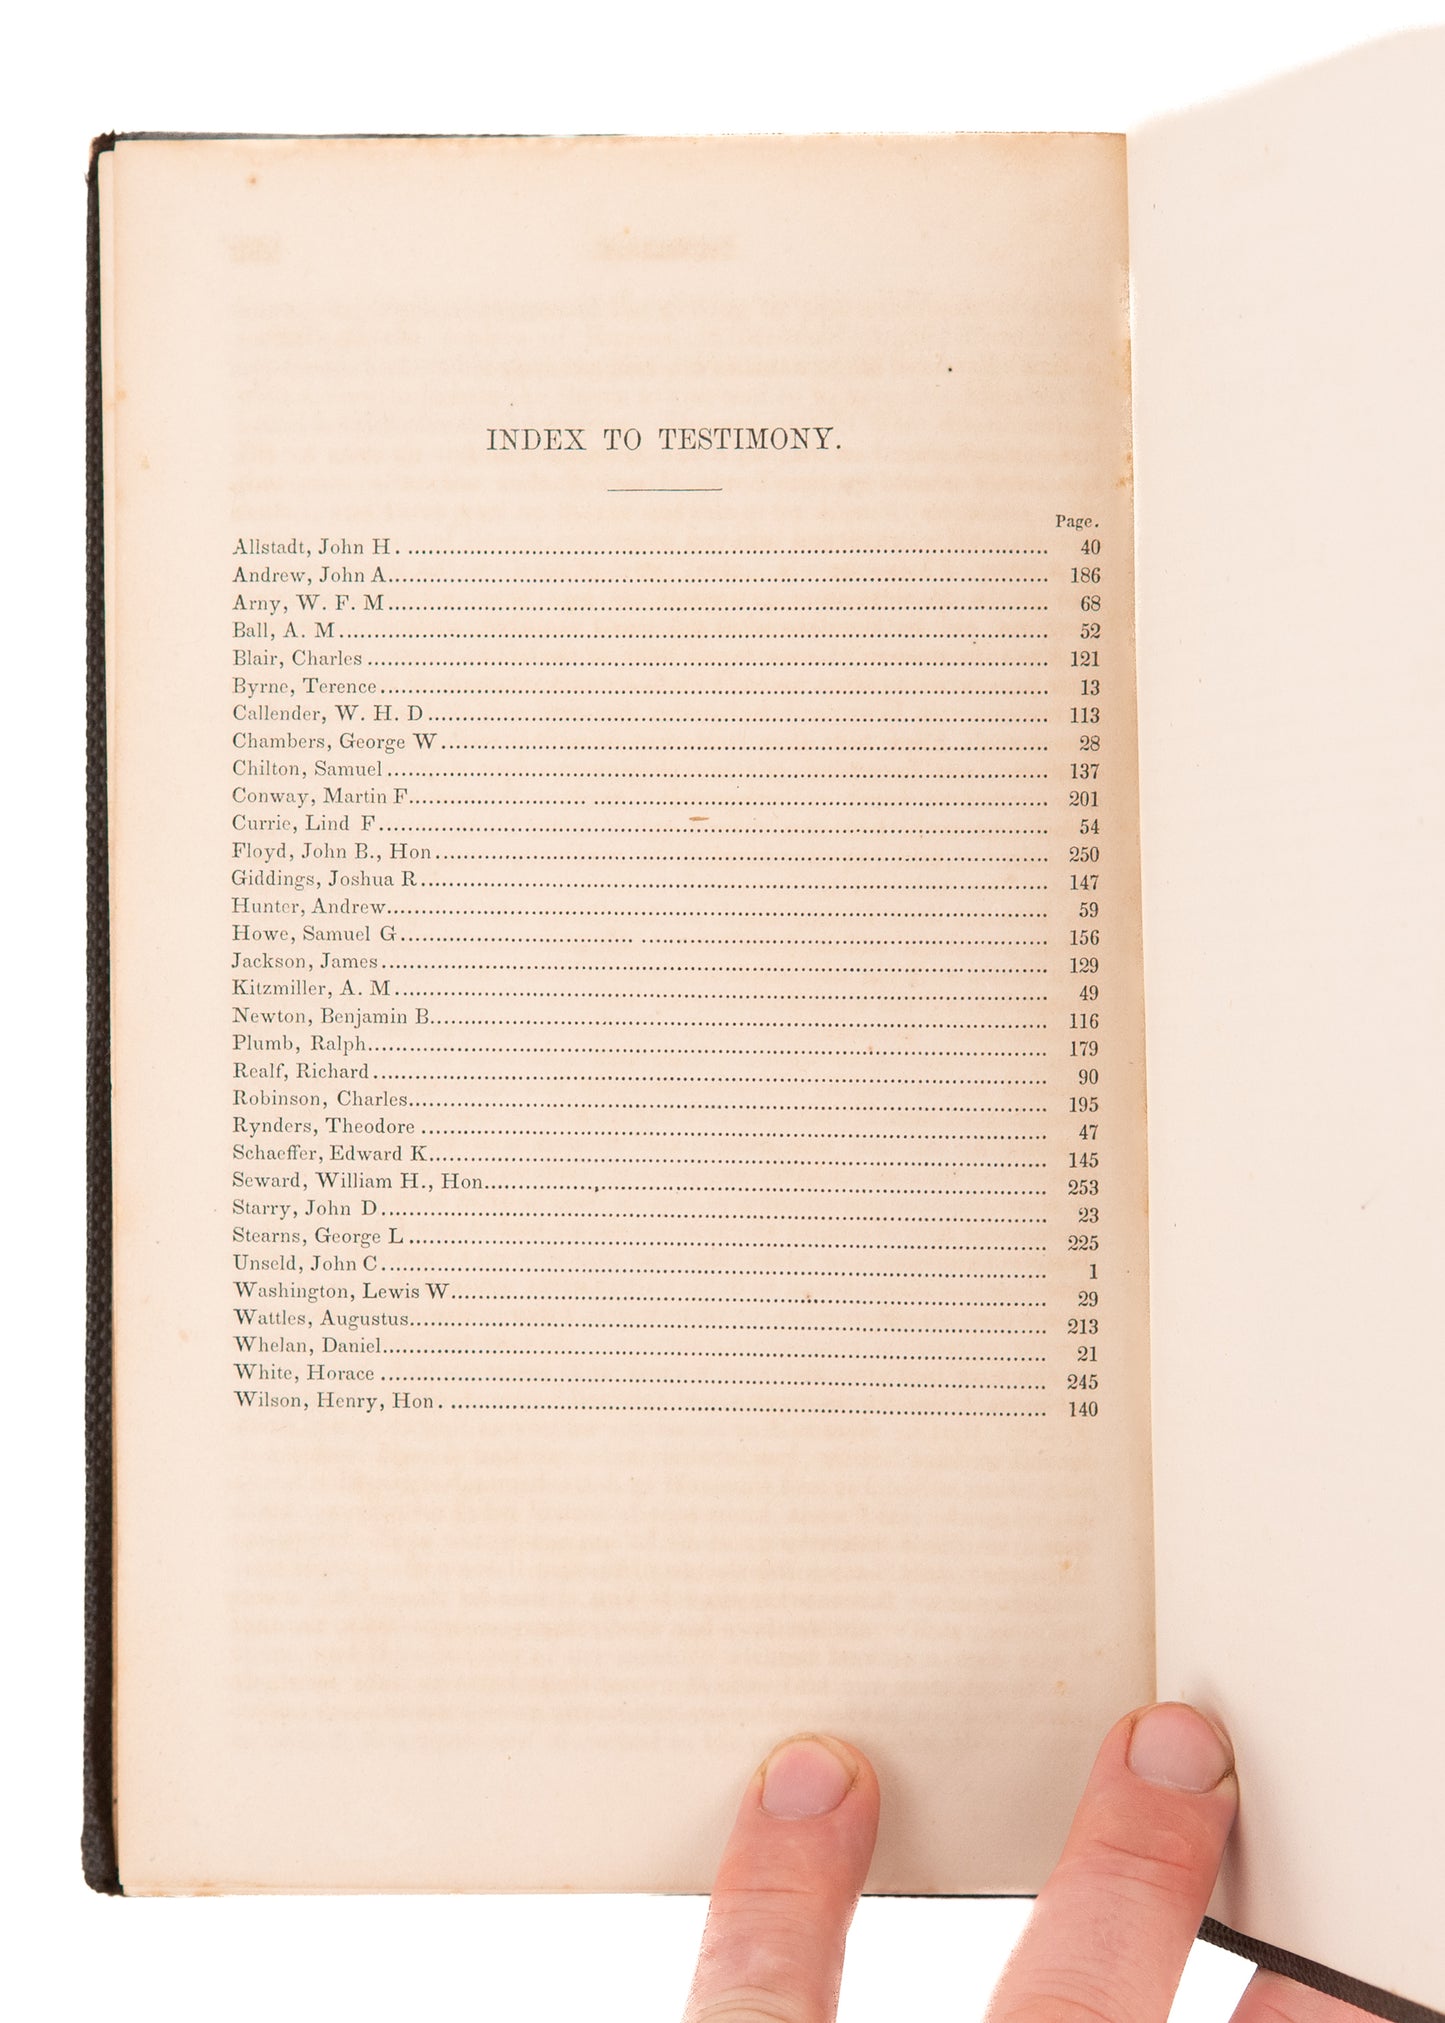 INDEX TO TESTIMONY.
Page.
Allstadt, John H. ........ 40
Andrew, John A........ 186
Arny, W. F. M........ 68
Ball, A. M........ 52
Blair, Charles ........ 121
Byrne, Terence........ 13
Callender, W. H. D........ 113
Chambers, George W........ 28
Chilton, Samuel........ 137
Conway, Martin F........ 201
Currie, Lind F........ 54
Floyd, John B., Hon........ 250
Giddings, Joshua R........ 147
Hunter, Andrew........ 59
Howe, Samuel G........ 156
Jackson, James........ 129
Kitzmiller, A. M........ 49
Newton, Benjamin B........ 116
Plumb, Ralph........ 179
Realf, Richard........ 90
Robinson, Charles........ 195
Rynders, Theodore ........ 47
Schaeffer, Edward K........ 145
Seward, William H., Hon........ 253
Starry, John D........ 23
Stearns, George L........ 225
Unseld, John C........ 1
Washington, Lewis W........ 29
Wattles, Augustus........ 213
Whelan, Daniel........ 21
White, Horace ........ 245
Wilson, Henry, Hon. ........ 140